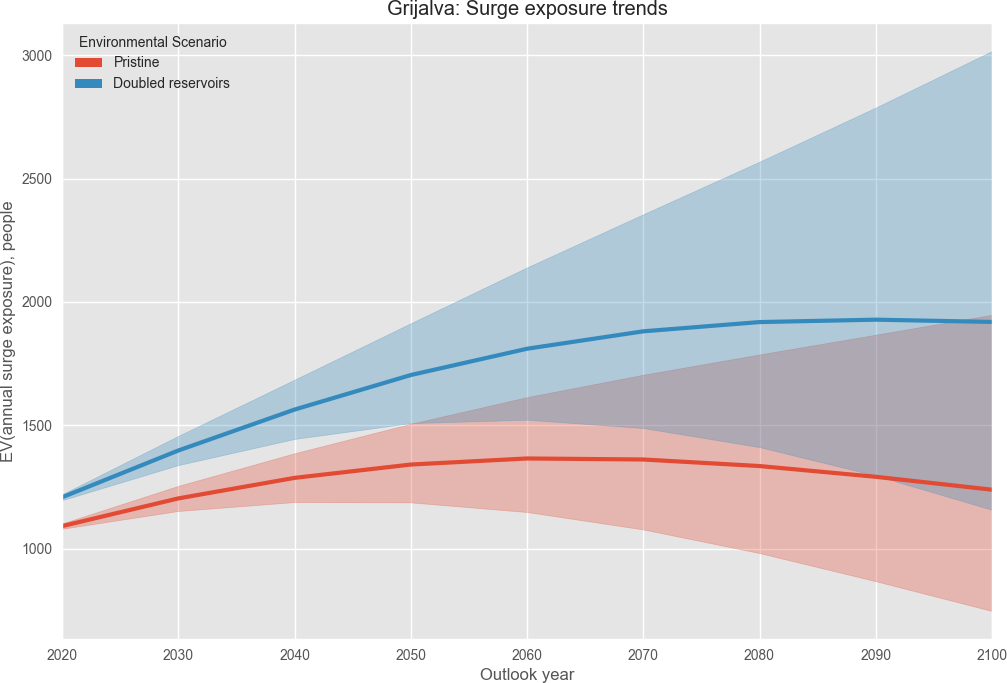 Grijalva: Surge exposure trends
Environmental Scenario
Pristine
Doubled reservoirs
EV(annual surge exposure), people
3000
2500
2000
1500
1000
2020 2030 2040 2050 2060 2070 2080 2090 2100
Outlook year